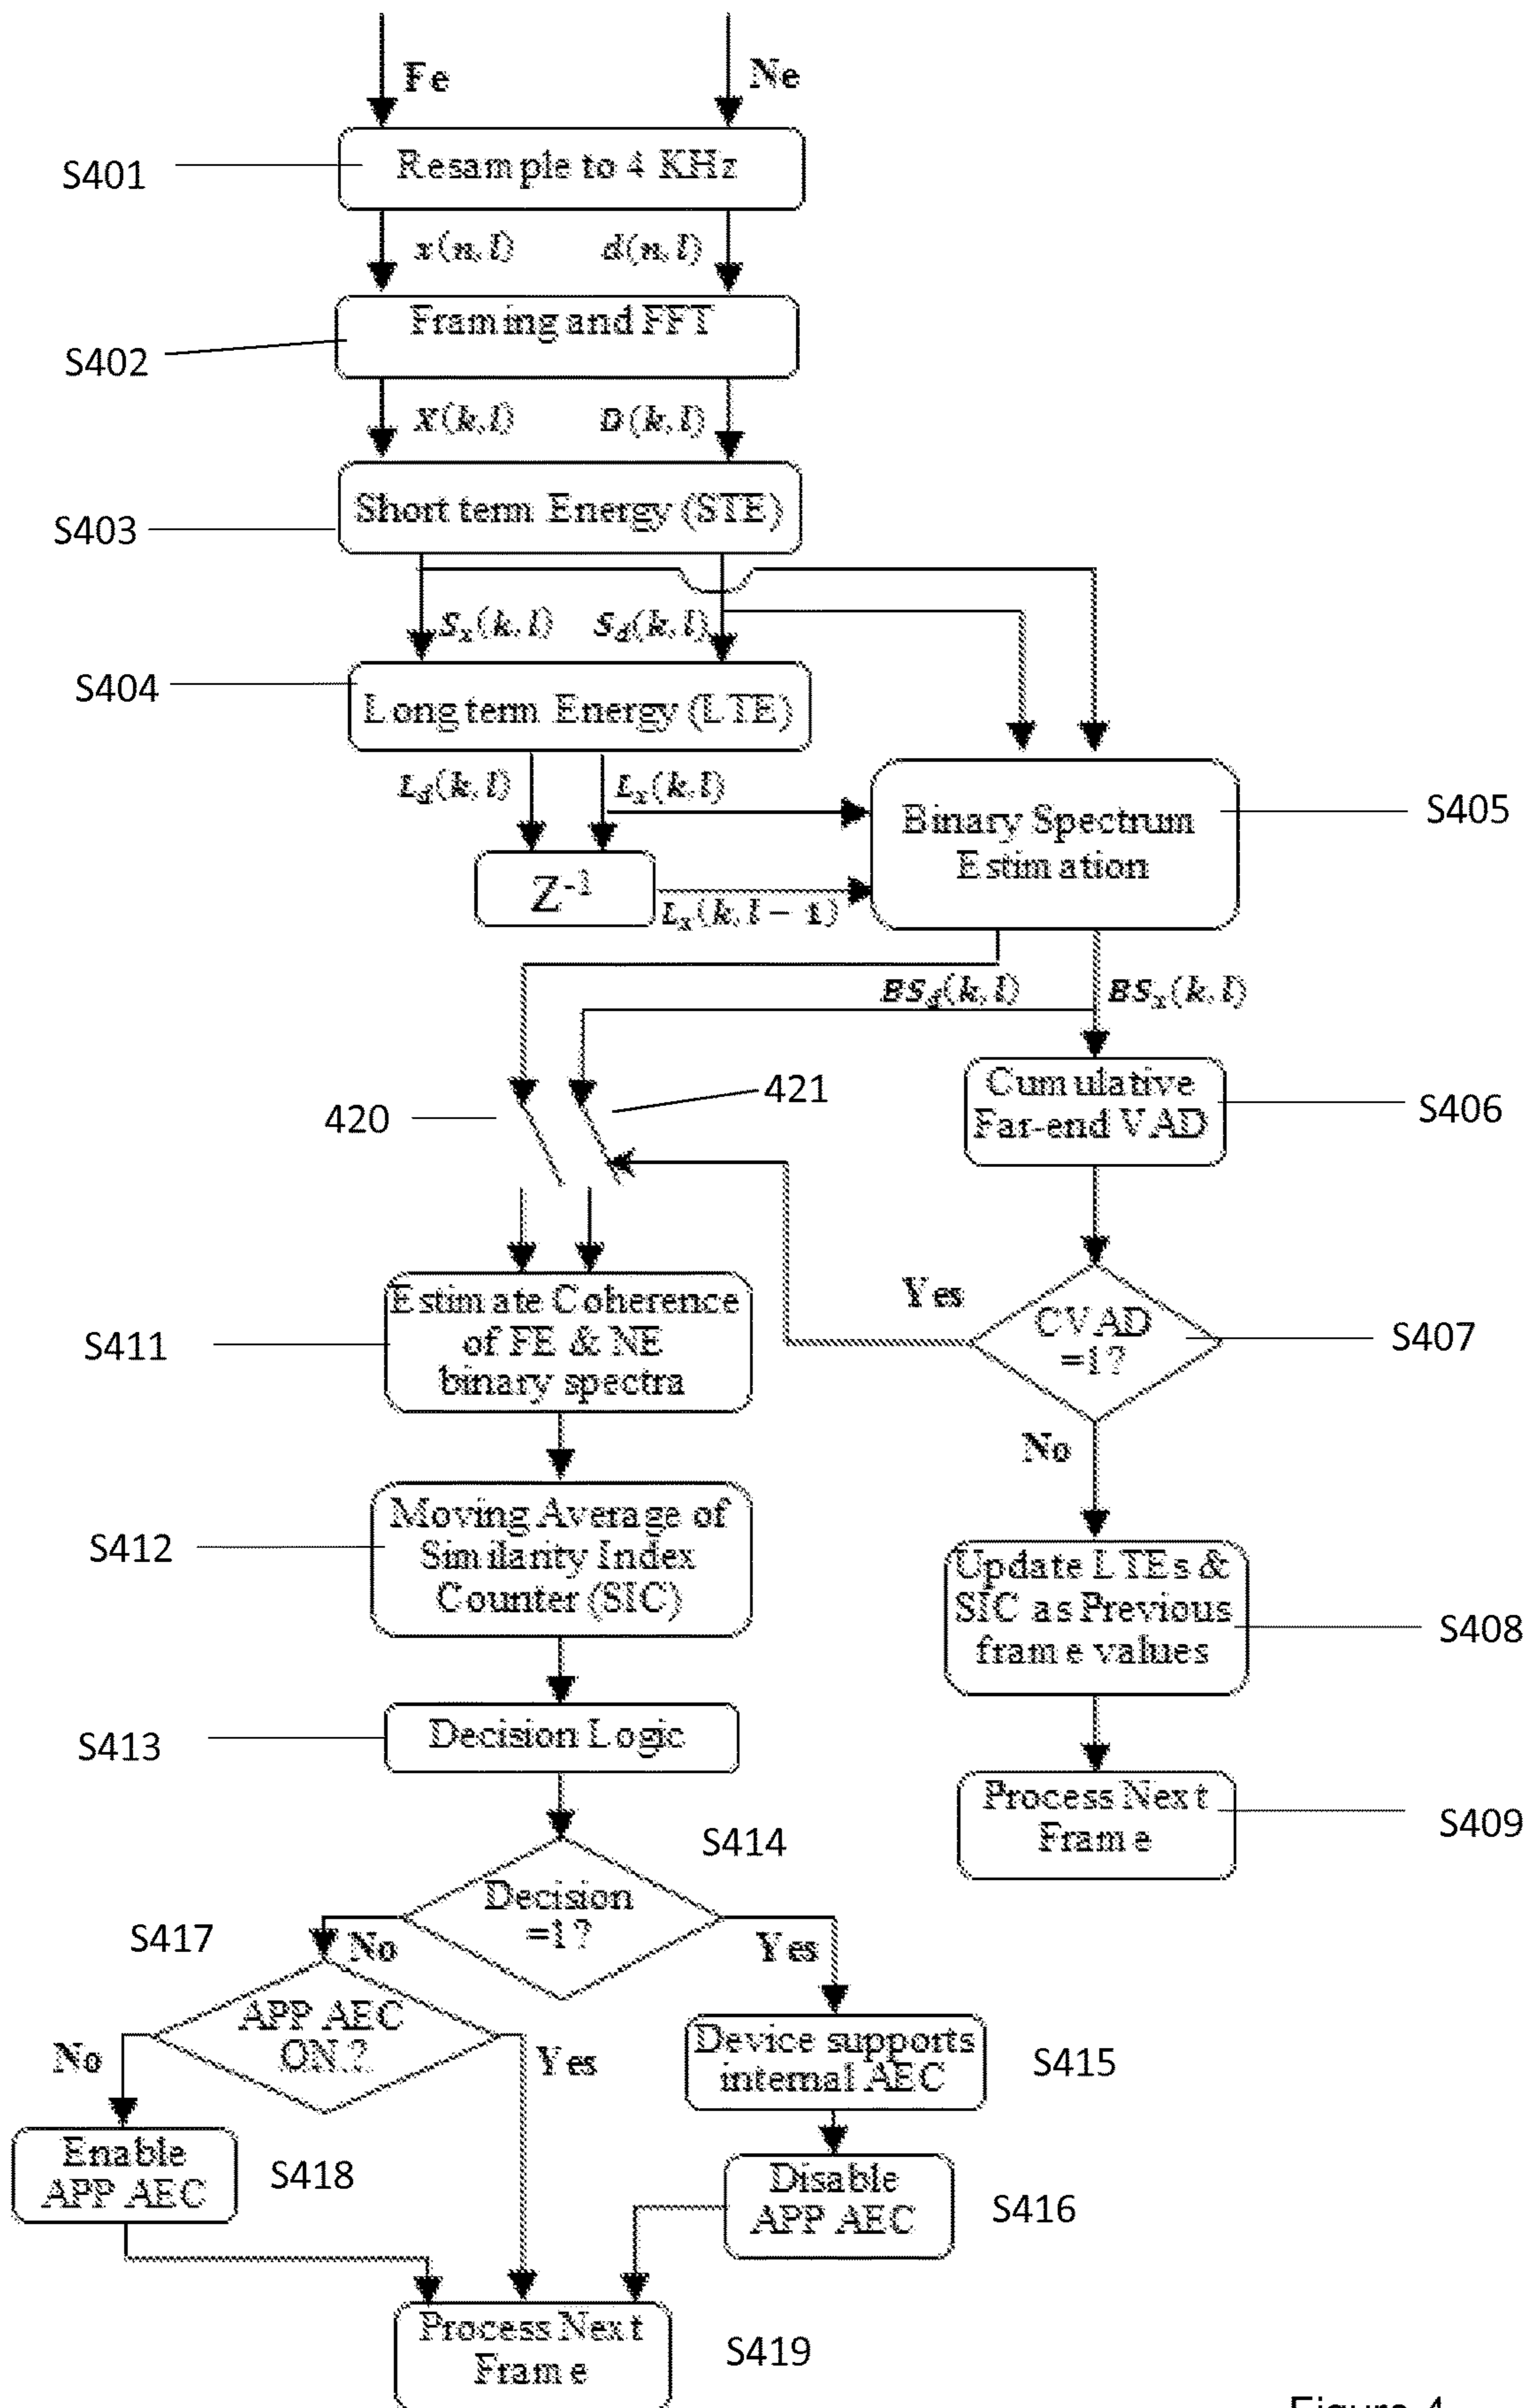 Fe
Ne
S401
Resample to 4 KHz
x(n,l)
d(n,l)
S402
Framing and FFT
X(k,l)
D(k,l)
S403
Short term Energy (STE)
Sx(k,l)
Sd(k,l)
S404
Long term Energy (LTE)
Ld(k,l)
Lx(k,l)
Binary Spectrum
Estimation
S405
Z-1
Lx(k,l-1)
BSd(k,l)
BSx(k,l)
420
421
Cumulative
Far-end VAD
S406
S411
Estimate Coherence
of FE & NE
binary spectra
Yes
CVAD
=1?
S407
No
S412
Moving Average of
Similarity Index
Counter (SIC)
Update LTEs &
SIC as Previous
frame values
S408
S413
Decision Logic
Process Next
Frame
S409
S414
Decision
=1?
S417
No
Yes
APP AEC
ON?
No
Yes
Device supports
internal AEC
S415
Enable
APP AEC
S418
Disable
APP AEC
S416
Process Next
Frame
S419
Figure 4